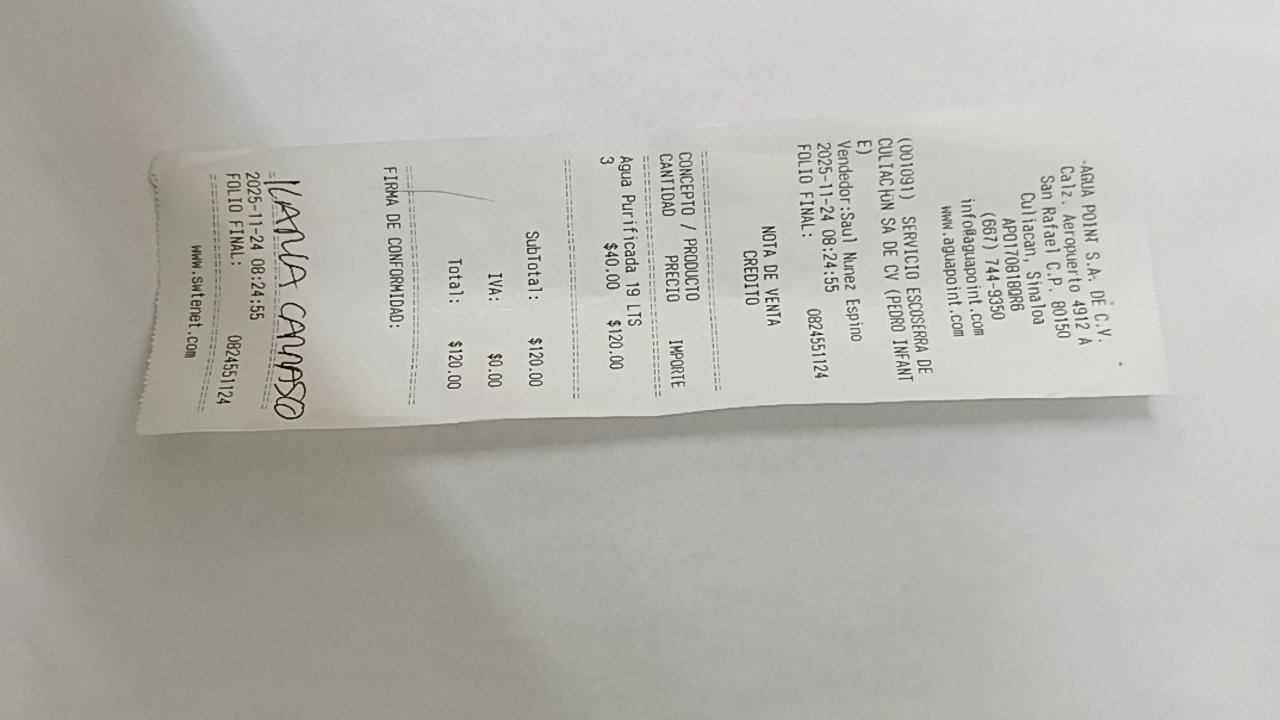 AGUA POINT S.A. DE C.V.
Calz. Aeropuerto 4912 A
San Rafael C.P. 80150
Culiacan, Sinaloa
APO170818QR6
(667) 744-9350
info@aguapoint.com
www.aguapoint.com
(001091) SERVICIO ESCOSERRA DE
CULIACHÚN SA DE CV (PEDRO INFANT
E)
Vendedor:Saul Nunez Espino
2025-11-24 08:24:55
FOLIO FINAL: 0824551124
NOTA DE VENTA
CREDITO
CONCEPTO / PRODUCTO
CANTIDAD PRECIO IMPORTE
Agua Purificada 19 LTS
3 $40.00 $120.00
SubTotal: $120.00
IVA: $0.00
Total: $120.00
FIRMA DE CONFORMIDAD:
ILIANA
2025-11-24 08:24:55
FOLIO FINAL: 0824551124
www.swtenet.com